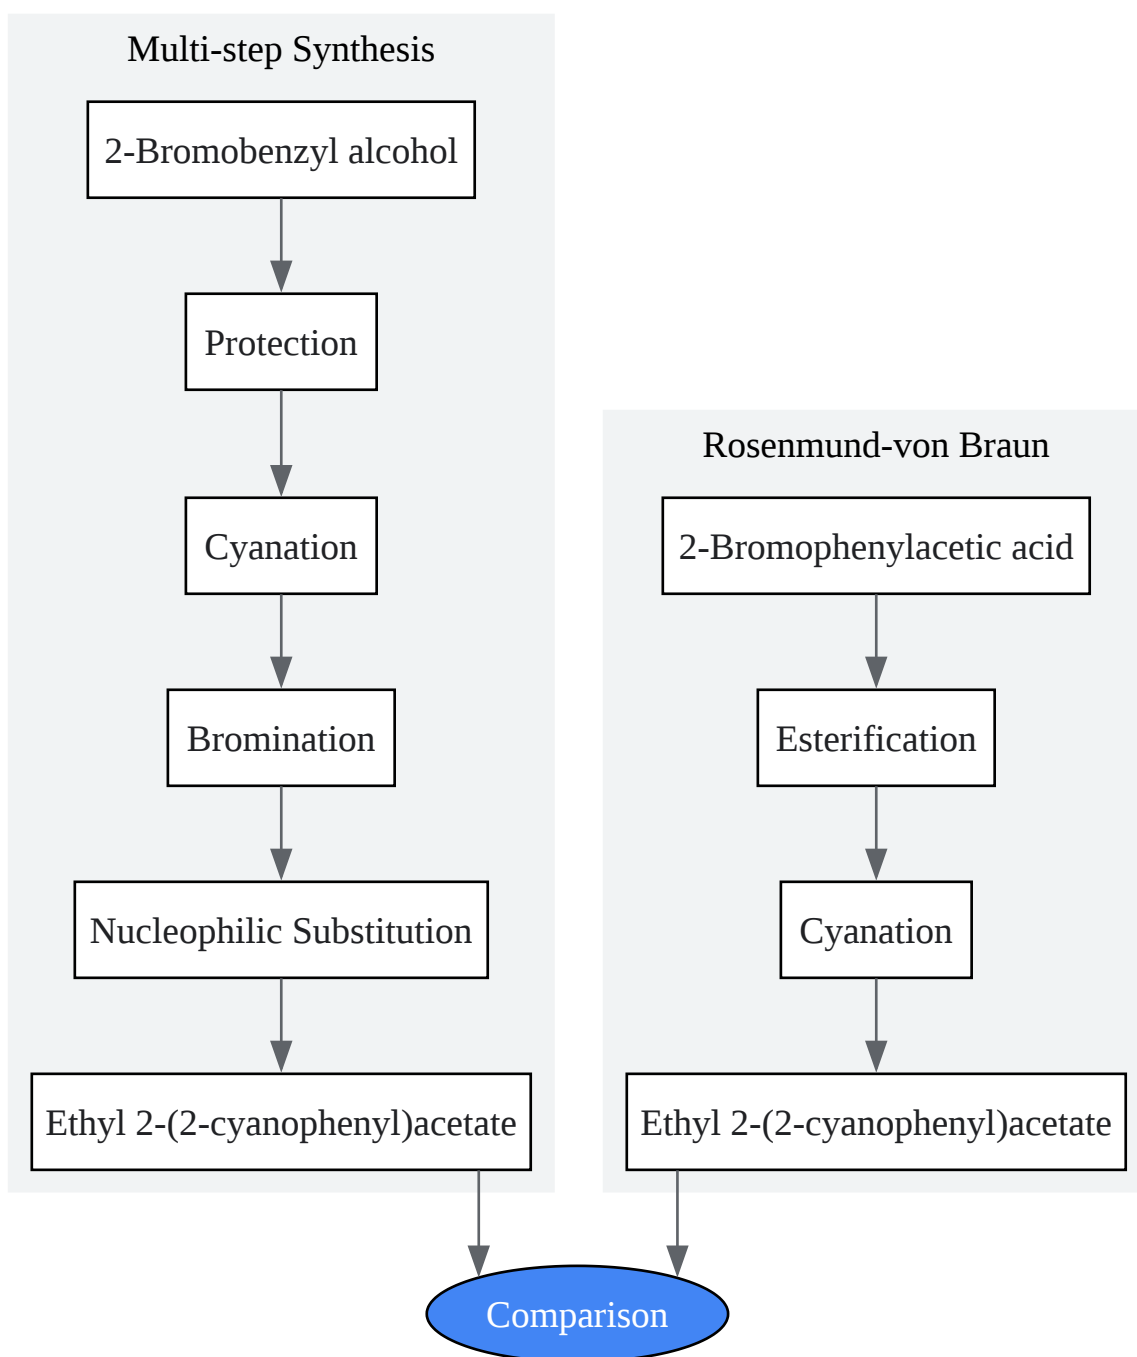 Multi-step Synthesis
2-Bromobenzyl alcohol
Protection
Cyanation
Bromination
Nucleophilic Substitution
Ethyl 2-(2-cyanophenyl)acetate
Rosenmund-von Braun
2-Bromophenylacetic acid
Esterification
Cyanation
Ethyl 2-(2-cyanophenyl)acetate
Comparison